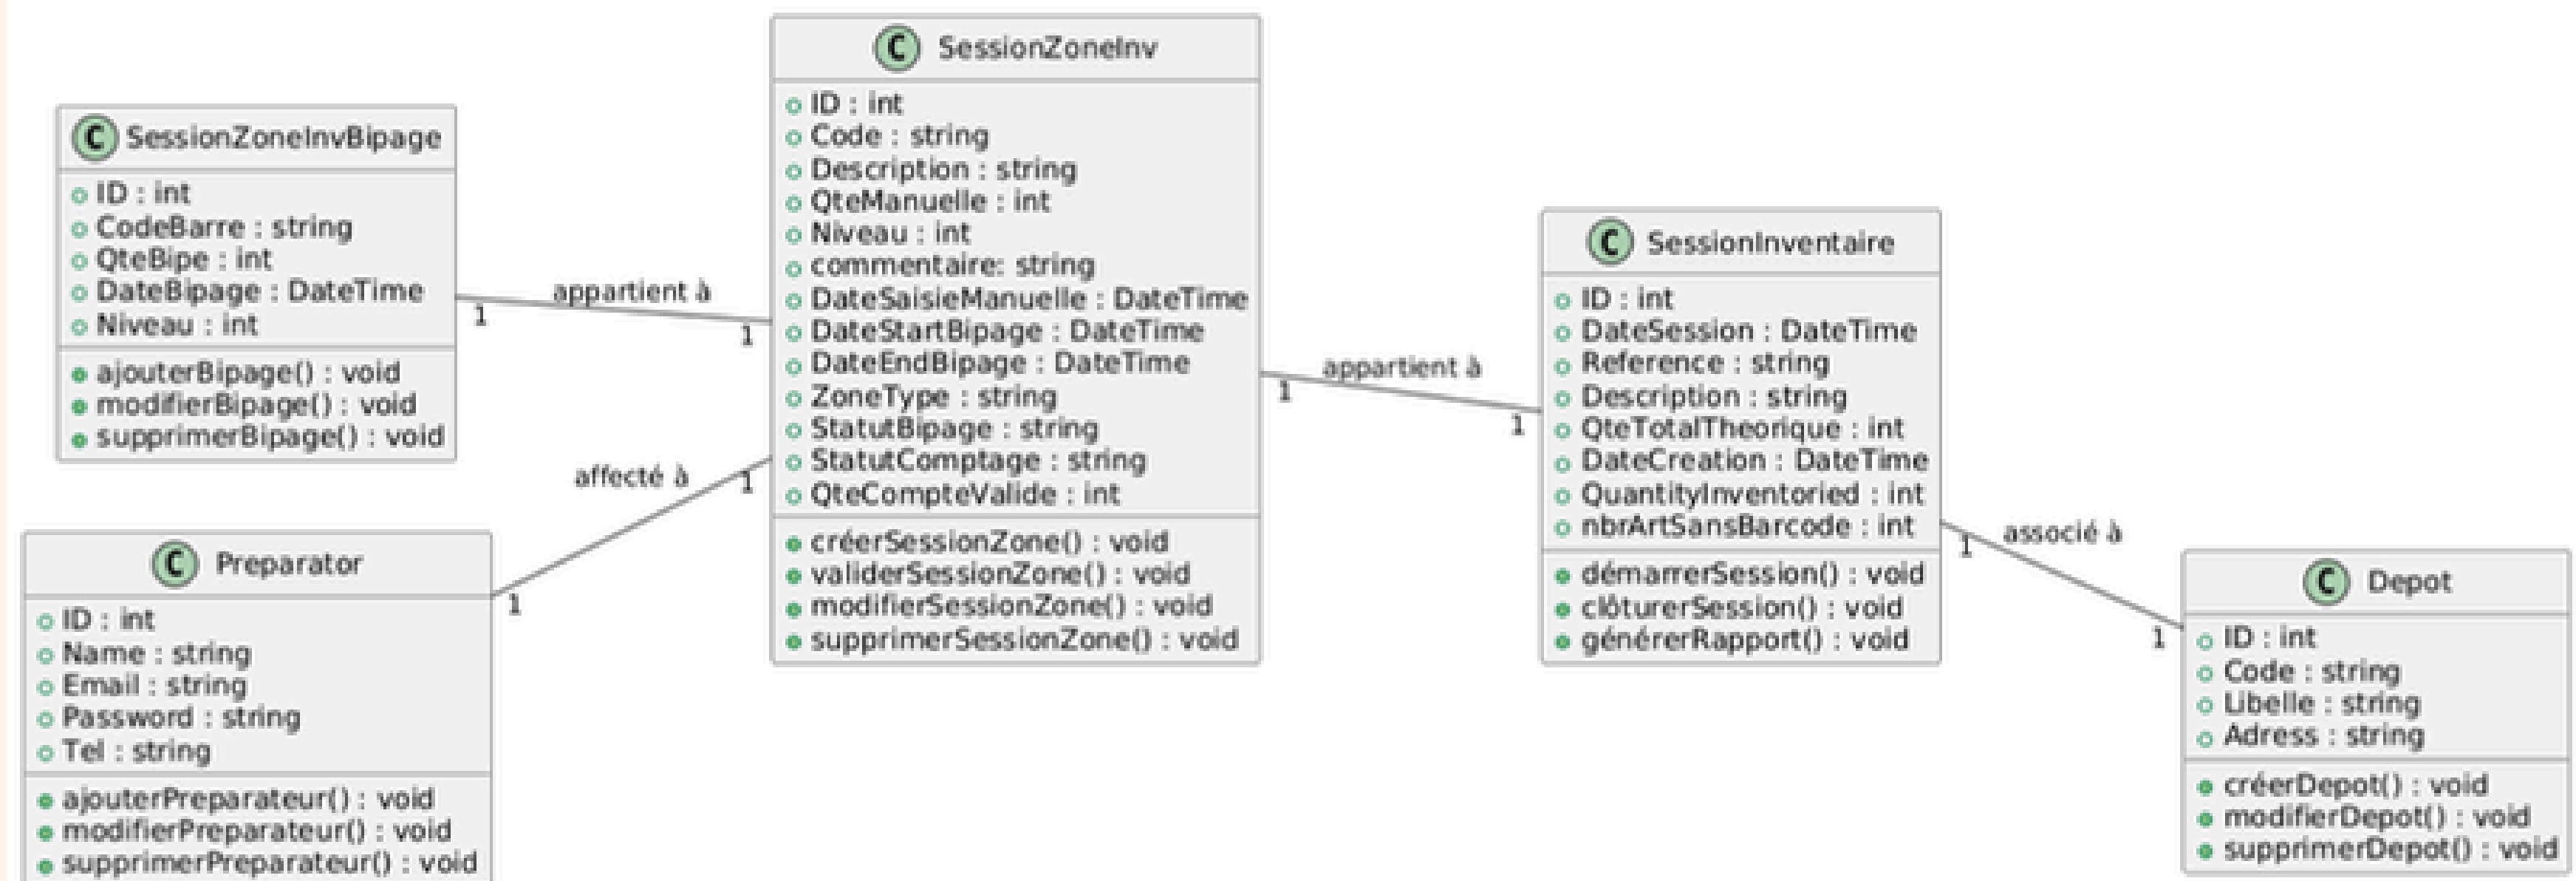 C SessionZoneInvBipage
ID : int
CodeBarre : string
QteBipe : int
DateBipage : DateTime
Niveau : int
ajouterBipage() : void
modifierBipage() : void
supprimerBipage() : void
appartient à
1
1
C Preparator
ID : int
Name : string
Email : string
Password : string
Tel : string
ajouterPreparateur() : void
modifierPreparateur() : void
supprimerPreparateur() : void
affecté à
1
1
C SessionZoneInv
ID : int
Code : string
Description : string
QteManuelle : int
Niveau : int
commentaire: string
DateSaisieManuelle : DateTime
DateStartBipage : DateTime
DateEndBipage : DateTime
ZoneType : string
StatutBipage : string
StatutComptage : string
QteCompteValide : int
créerSessionZone() : void
validerSessionZone() : void
modifierSessionZone() : void
supprimerSessionZone() : void
appartient à
1
1
C SessionInventaire
ID : int
DateSession : DateTime
Reference : string
Description : string
QteTotalTheorique : int
DateCreation : DateTime
QuantityInventoried : int
nbrArtSansBarcode : int
démarrerSession() : void
clôturerSession() : void
générerRapport() : void
associé à
1
1
C Depot
ID : int
Code : string
Libelle : string
Adress : string
créerDepot() : void
modifierDepot() : void
supprimerDepot() : void